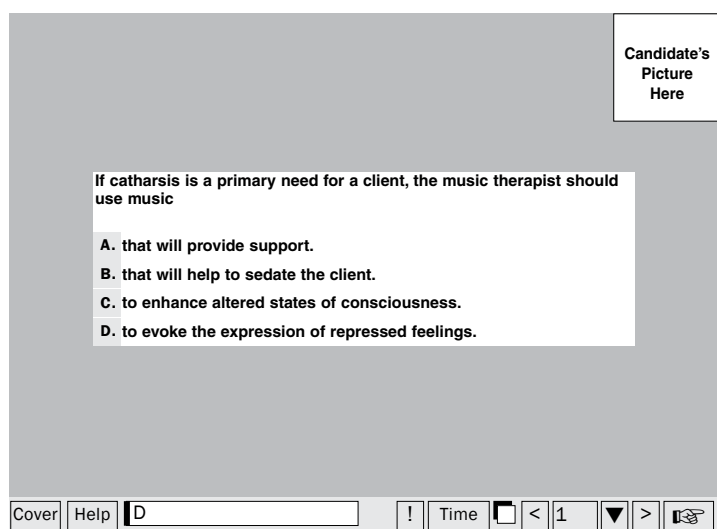 Candidate's
Picture
Here
If catharsis is a primary need for a client, the music therapist should
use music
A. that will provide support.
B. that will help to sedate the client.
C. to enhance altered states of consciousness.
D. to evoke the expression of repressed feelings.
Cover Help D ! Time < 1 ▼ > ☞